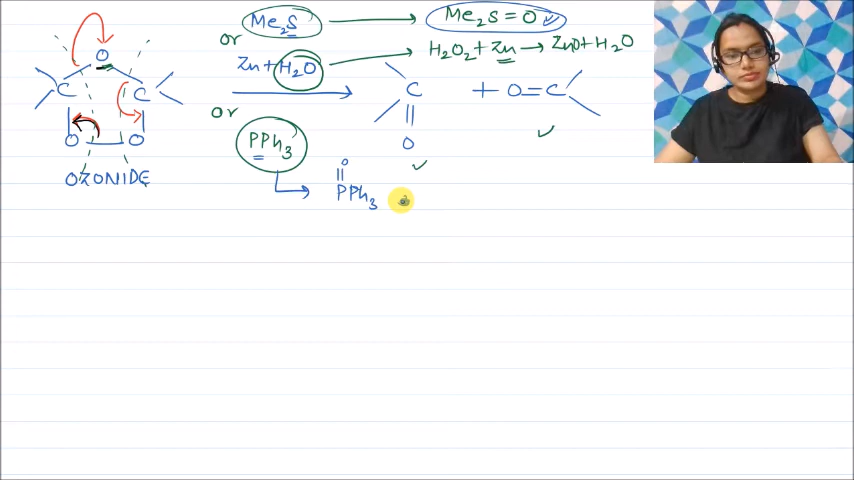 Me2S → Me2S=O
or
H2O2 + Zn → ZnO + H2O
Zn + H2O
O
C C
C + O=C
or
O O
O
PPh3
O
OZONIDE
PPh3